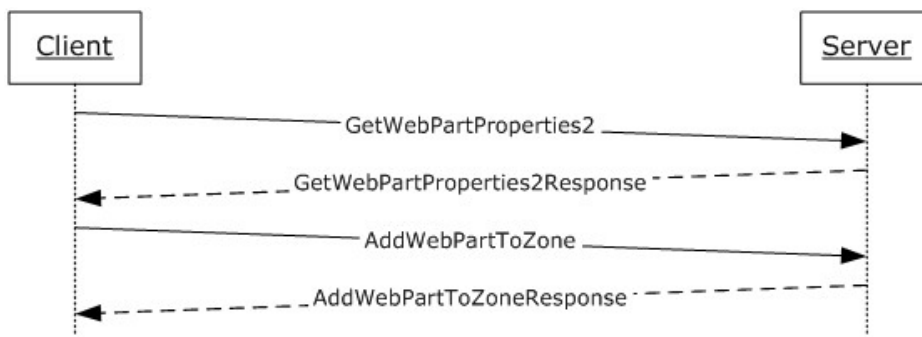 Client
Server
GetWebPartProperties2
GetWebPartProperties2Response
AddWebPartToZone
AddWebPartToZoneResponse